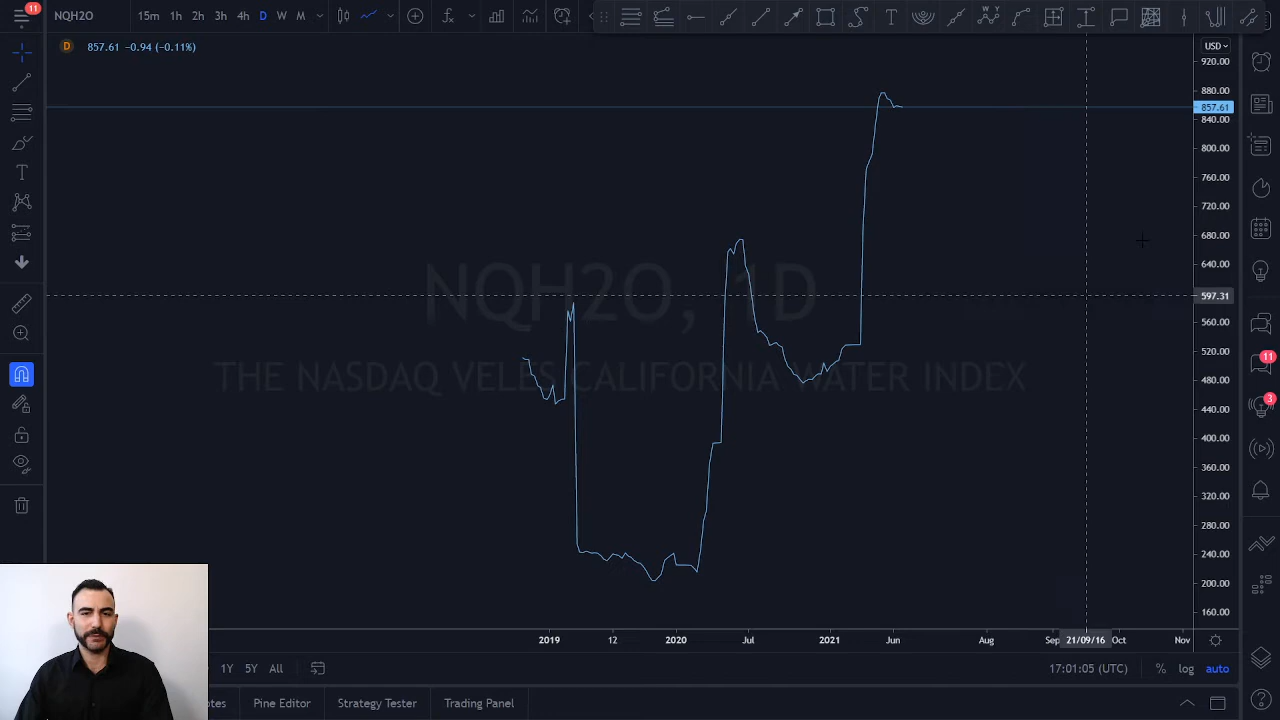 11
NQH2O
15m 1h 2h 3h 4h D W M
USD
D 857.61 −0.94 (−0.11%)
920.00
880.00
857.61
840.00
800.00
760.00
720.00
680.00
640.00
597.31
560.00
520.00
480.00
440.00
400.00
360.00
320.00
280.00
240.00
200.00
160.00
NQH2O, 1D
THE NASDAQ VELES CALIFORNIA WATER INDEX
11
3
2019 12 2020 Jul 2021 Jun Aug 21/09/16 Oct Nov
1Y 5Y All
17:01:05 (UTC) % log auto
Pine Editor Strategy Tester Trading Panel